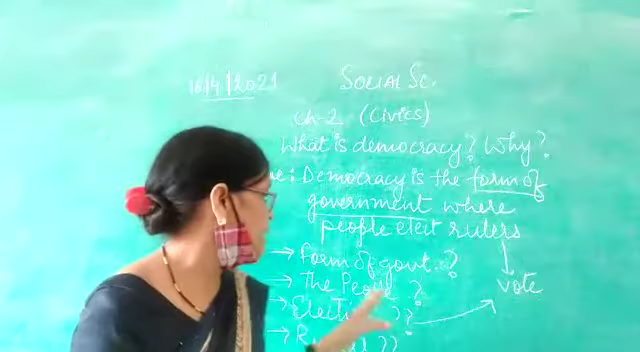 16/4/2021 SOCIAL SC.
Ch-2 (Civics)
What is democracy? Why?
Democracy is the form of
government where
people elect rulers
→ Form of govt. ?
→ The People ? vote
→ ??
→ ??